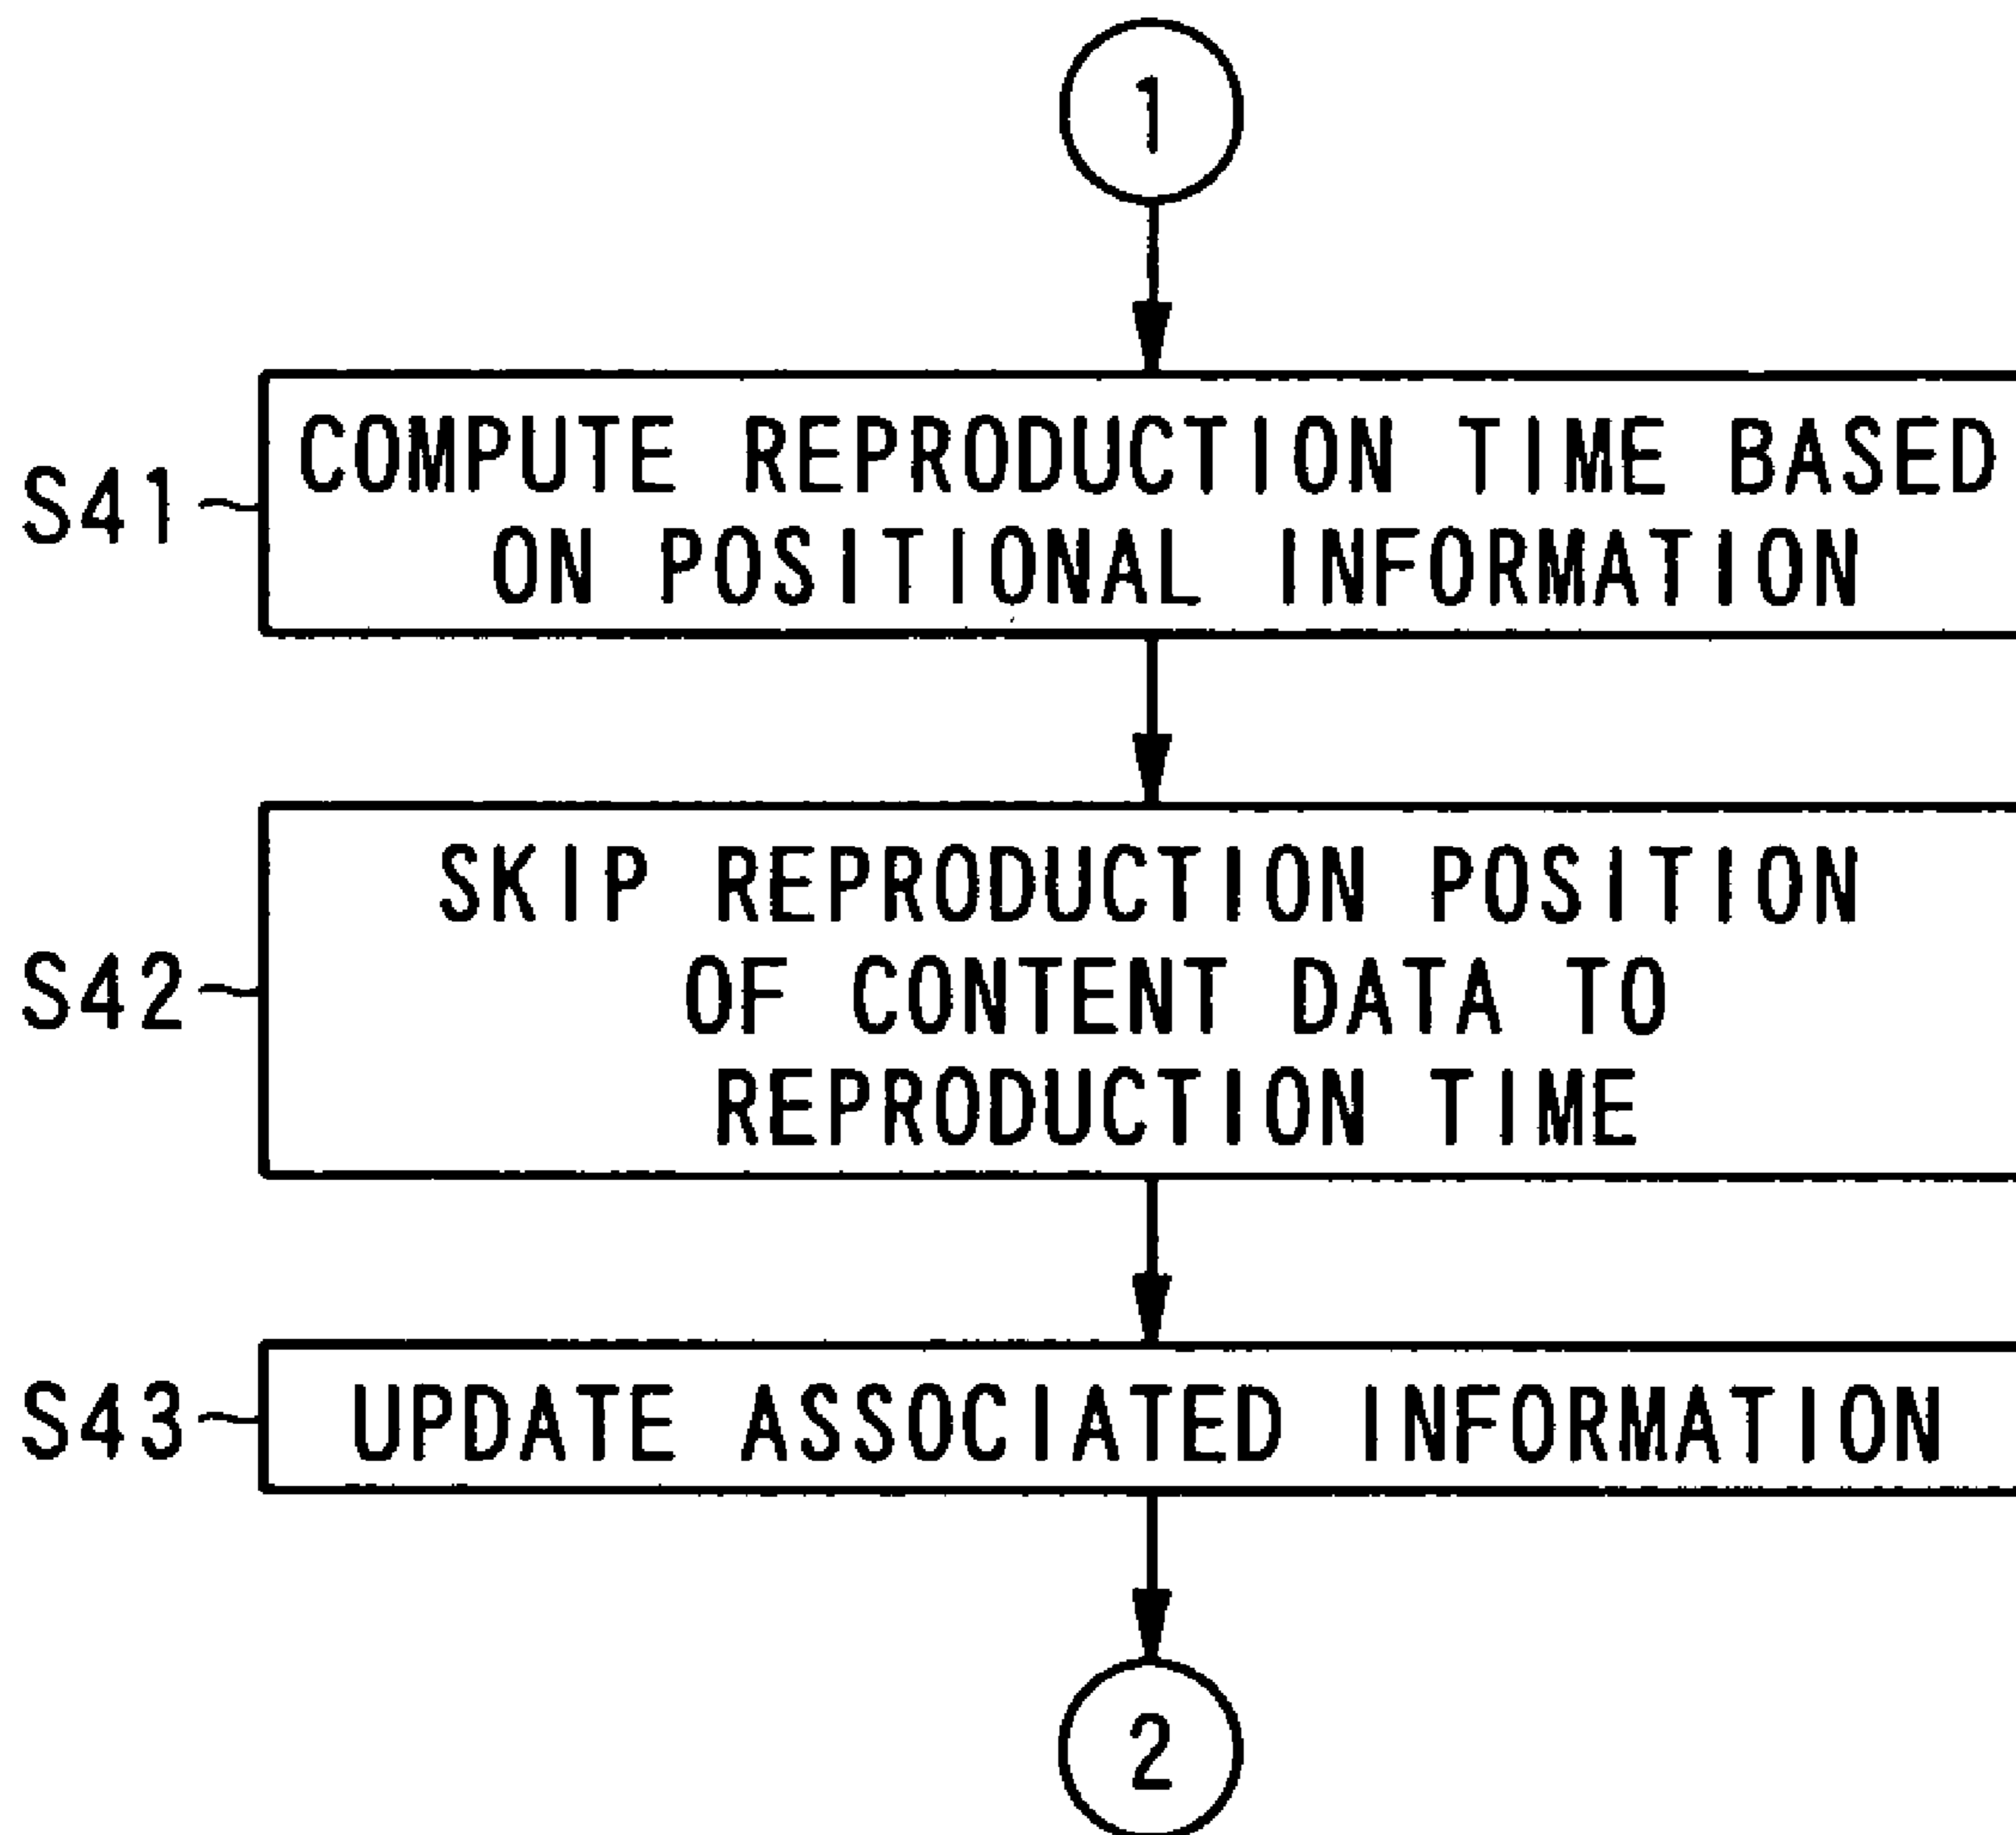 1
S41
COMPUTE REPRODUCTION TIME BASED
ON POSITIONAL INFORMATION
S42
SKIP REPRODUCTION POSITION
OF CONTENT DATA TO
REPRODUCTION TIME
S43
UPDATE ASSOCIATED INFORMATION
2